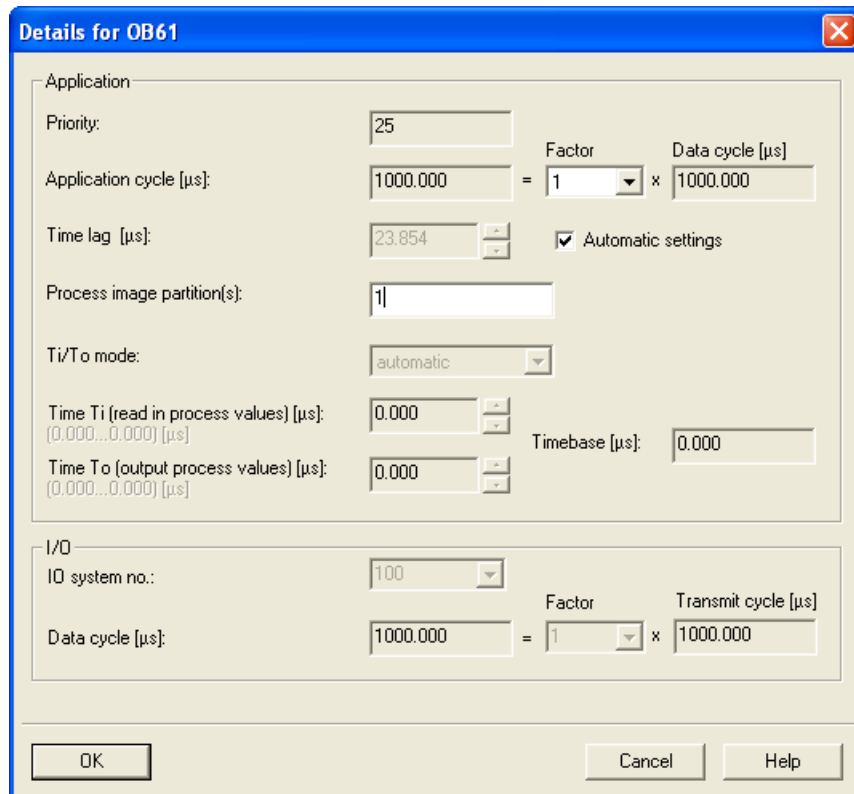 Details for OB61
Application
Priority:
25
Factor
Data cycle [µs]
Application cycle [µs]:
1000.000
=
1
x
1000.000
Time lag [µs]:
23.854
Automatic settings
Process image partition(s):
1
Ti/To mode:
automatic
Time Ti (read in process values) [µs]:
0.000
(0.000...0.000) [µs]
Timebase [µs]:
0.000
Time To (output process values) [µs]:
0.000
(0.000...0.000) [µs]
I/O
IO system no.:
100
Factor
Transmit cycle [µs]
Data cycle [µs]:
1000.000
=
1
x
1000.000
OK
Cancel
Help